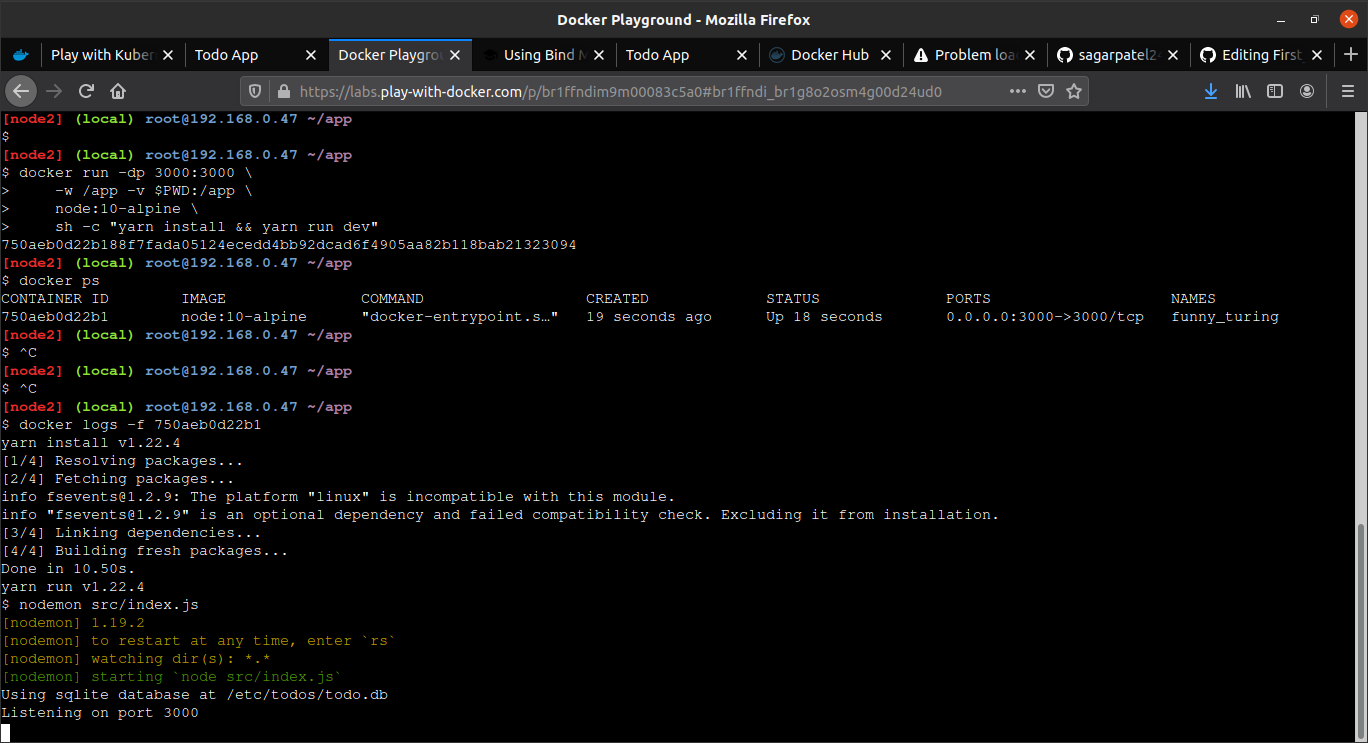 Docker Playground - Mozilla Firefox
Play with Kuber
Todo App
Docker Playgrou
Using Bind M
Todo App
Docker Hub
Problem loa
sagarpatel24
Editing First_
https://labs.play-with-docker.com/p/br1ffndim9m00083c5a0#br1ffndi_br1g8o2osm4g00d24ud0
[node2] (local) root@192.168.0.47 ~/app
$
[node2] (local) root@192.168.0.47 ~/app
$ docker run -dp 3000:3000 \
>     -w /app -v $PWD:/app \
>     node:10-alpine \
>     sh -c "yarn install && yarn run dev"
750aeb0d22b188f7fada05124ecedd4bb92dcad6f4905aa82b118bab21323094
[node2] (local) root@192.168.0.47 ~/app
$ docker ps
CONTAINER ID        IMAGE               COMMAND                  CREATED             STATUS              PORTS                    NAMES
750aeb0d22b1        node:10-alpine      "docker-entrypoint.s…"   19 seconds ago      Up 18 seconds       0.0.0.0:3000->3000/tcp   funny_turing
[node2] (local) root@192.168.0.47 ~/app
$ ^C
[node2] (local) root@192.168.0.47 ~/app
$ ^C
[node2] (local) root@192.168.0.47 ~/app
$ docker logs -f 750aeb0d22b1
yarn install v1.22.4
[1/4] Resolving packages...
[2/4] Fetching packages...
info fsevents@1.2.9: The platform "linux" is incompatible with this module.
info "fsevents@1.2.9" is an optional dependency and failed compatibility check. Excluding it from installation.
[3/4] Linking dependencies...
[4/4] Building fresh packages...
Done in 10.50s.
yarn run v1.22.4
$ nodemon src/index.js
[nodemon] 1.19.2
[nodemon] to restart at any time, enter `rs`
[nodemon] watching dir(s): *.*
[nodemon] starting `node src/index.js`
Using sqlite database at /etc/todos/todo.db
Listening on port 3000